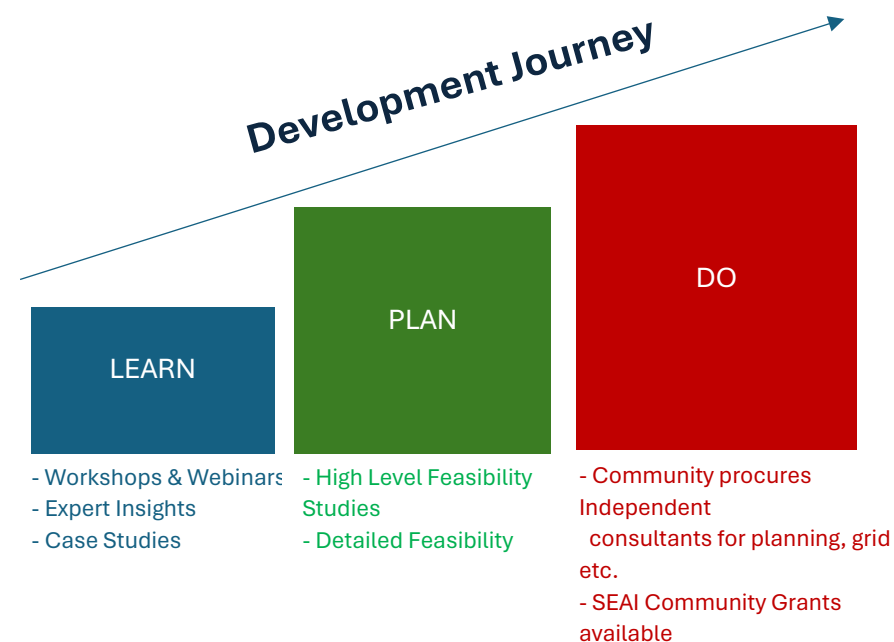 Development Journey
LEARN
PLAN
DO
- Workshops & Webinars
- Expert Insights
- Case Studies
- High Level Feasibility
Studies
- Detailed Feasibility
- Community procures
Independent
consultants for planning, grid
etc.
- SEAI Community Grants
available